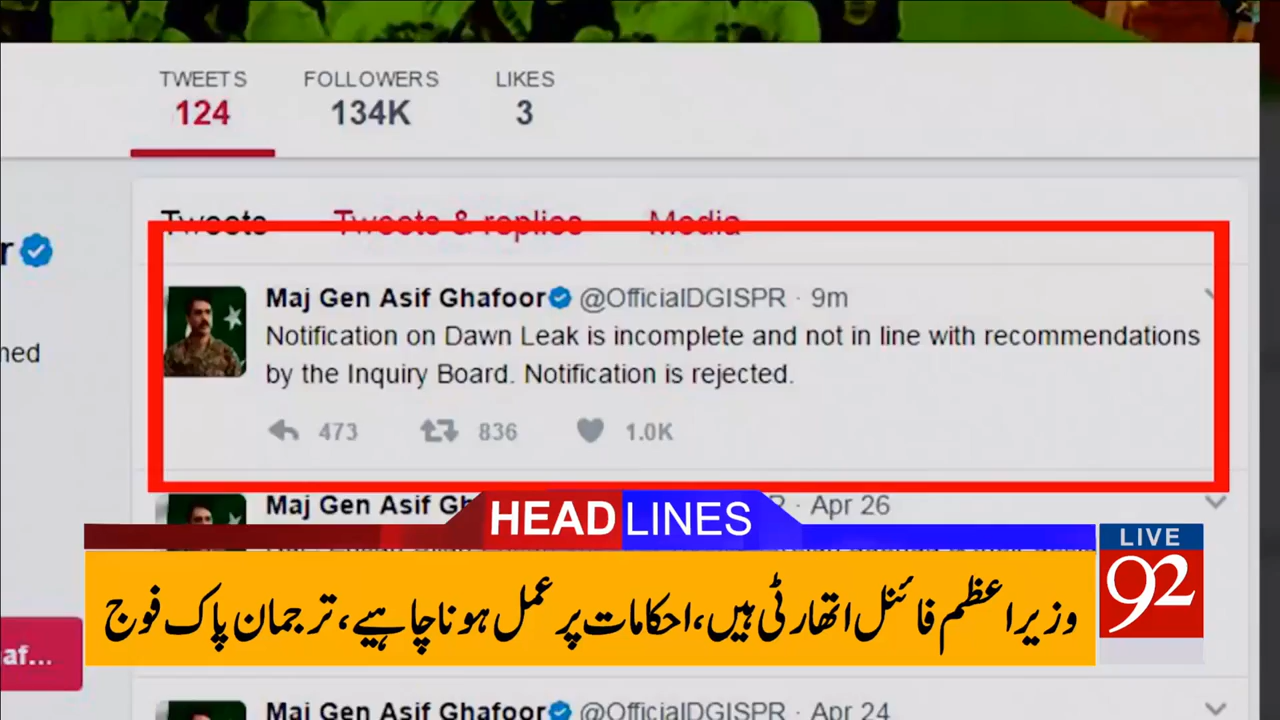 TWEETS FOLLOWERS LIKES
124 134K 3
Tweets Tweets & replies Media
Maj Gen Asif Ghafoor @OfficialDGISPR · 9m
Notification on Dawn Leak is incomplete and not in line with recommendations
by the Inquiry Board. Notification is rejected.
473 836 1.0K
Maj Gen Asif · Apr 26
HEADLINES
LIVE
92
وزیراعظم فائنل اتھارٹی ہیں، احکامات پر عمل ہونا چاہیے، ترجمان پاک فوج
af...
Maj Gen Asif Ghafoor @OfficialDGISPR · Apr 24